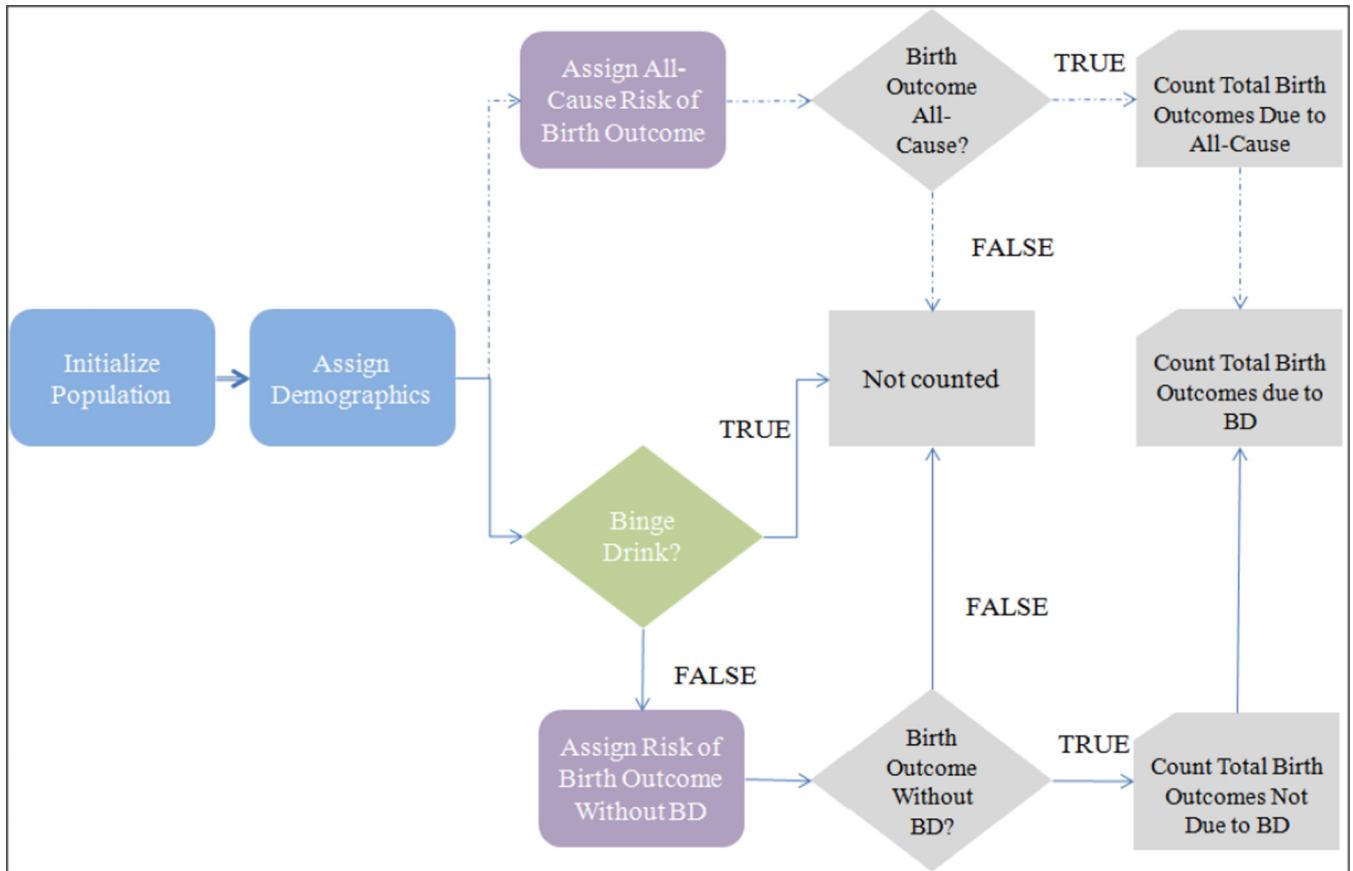 Assign All-
Cause Risk of
Birth Outcome
Birth
Outcome
All-
Cause?
TRUE
Count Total Birth
Outcomes Due to
All-Cause
FALSE
Initialize
Population
Assign
Demographics
Not counted
Count Total Birth
Outcomes due to
BD
TRUE
Binge
Drink?
FALSE
FALSE
Assign Risk of
Birth Outcome
Without BD
Birth
Outcome
Without
BD?
TRUE
Count Total Birth
Outcomes Not
Due to BD